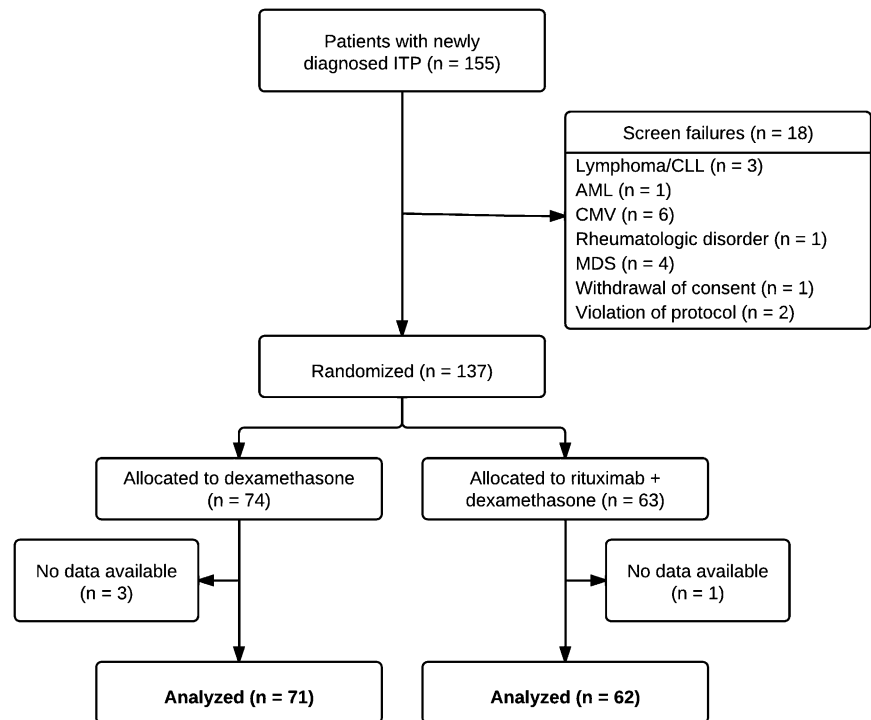 Patients with newly
diagnosed ITP (n = 155)
Screen failures (n = 18)
Lymphoma/CLL (n = 3)
AML (n = 1)
CMV (n = 6)
Rheumatologic disorder (n = 1)
MDS (n = 4)
Withdrawal of consent (n = 1)
Violation of protocol (n = 2)
Randomized (n = 137)
Allocated to dexamethasone
(n = 74)
Allocated to rituximab +
dexamethasone (n = 63)
No data available
(n = 3)
No data available
(n = 1)
Analyzed (n = 71)
Analyzed (n = 62)